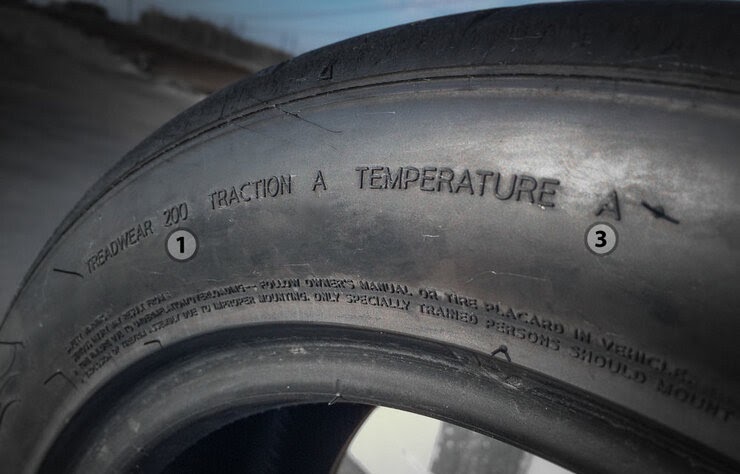 TREADWEAR 200 TRACTION A TEMPERATURE A
1
3
FOLLOW OWNER'S MANUAL OR TIRE PLACARD IN VEHICLE
DUE TO IMPROPER MOUNTING. ONLY SPECIALLY TRAINED PERSONS SHOULD MOUNT